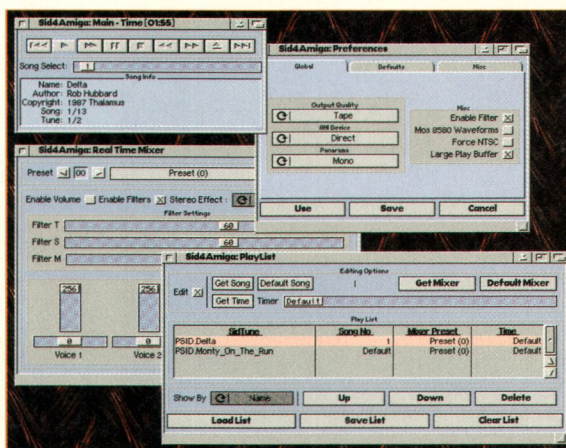 Sid4Amiga: Main - Time [01:55]
Song Select: 1
Song Info
Name: Delta
Author: Rob Hubbard
Copyright: 1987 Thalamus
Song: 1/13
Tune: 1/2
Sid4Amiga: Preferences
Global Defaults Misc
Output Quality
Tape
AHI Device
Direct
Panorama
Mono
Misc
Enable Filter
Mos 8580 Waveforms
Force NTSC
Large Play Buffer
Use Save Cancel
Sid4Amiga: Real Time Mixer
Preset 00 Preset (0)
Enable Volume Enable Filters Stereo Effect :
Filter Settings
Filter T 60
Filter S 60
Filter M
256 256
0 0
Voice 1 Voice 2
Sid4Amiga: PlayList
Editing Options
Edit Get Song Default Song 1 Get Mixer Default Mixer
Get Time Timer Default
Play List
SidTune Song No Mixer Preset Time
PSID.Delta 1 Preset (0) Default
PSID.Monty_On_The_Run Default Preset (0) Default
Show By Name Up Down Delete
Load List Save List Clear List